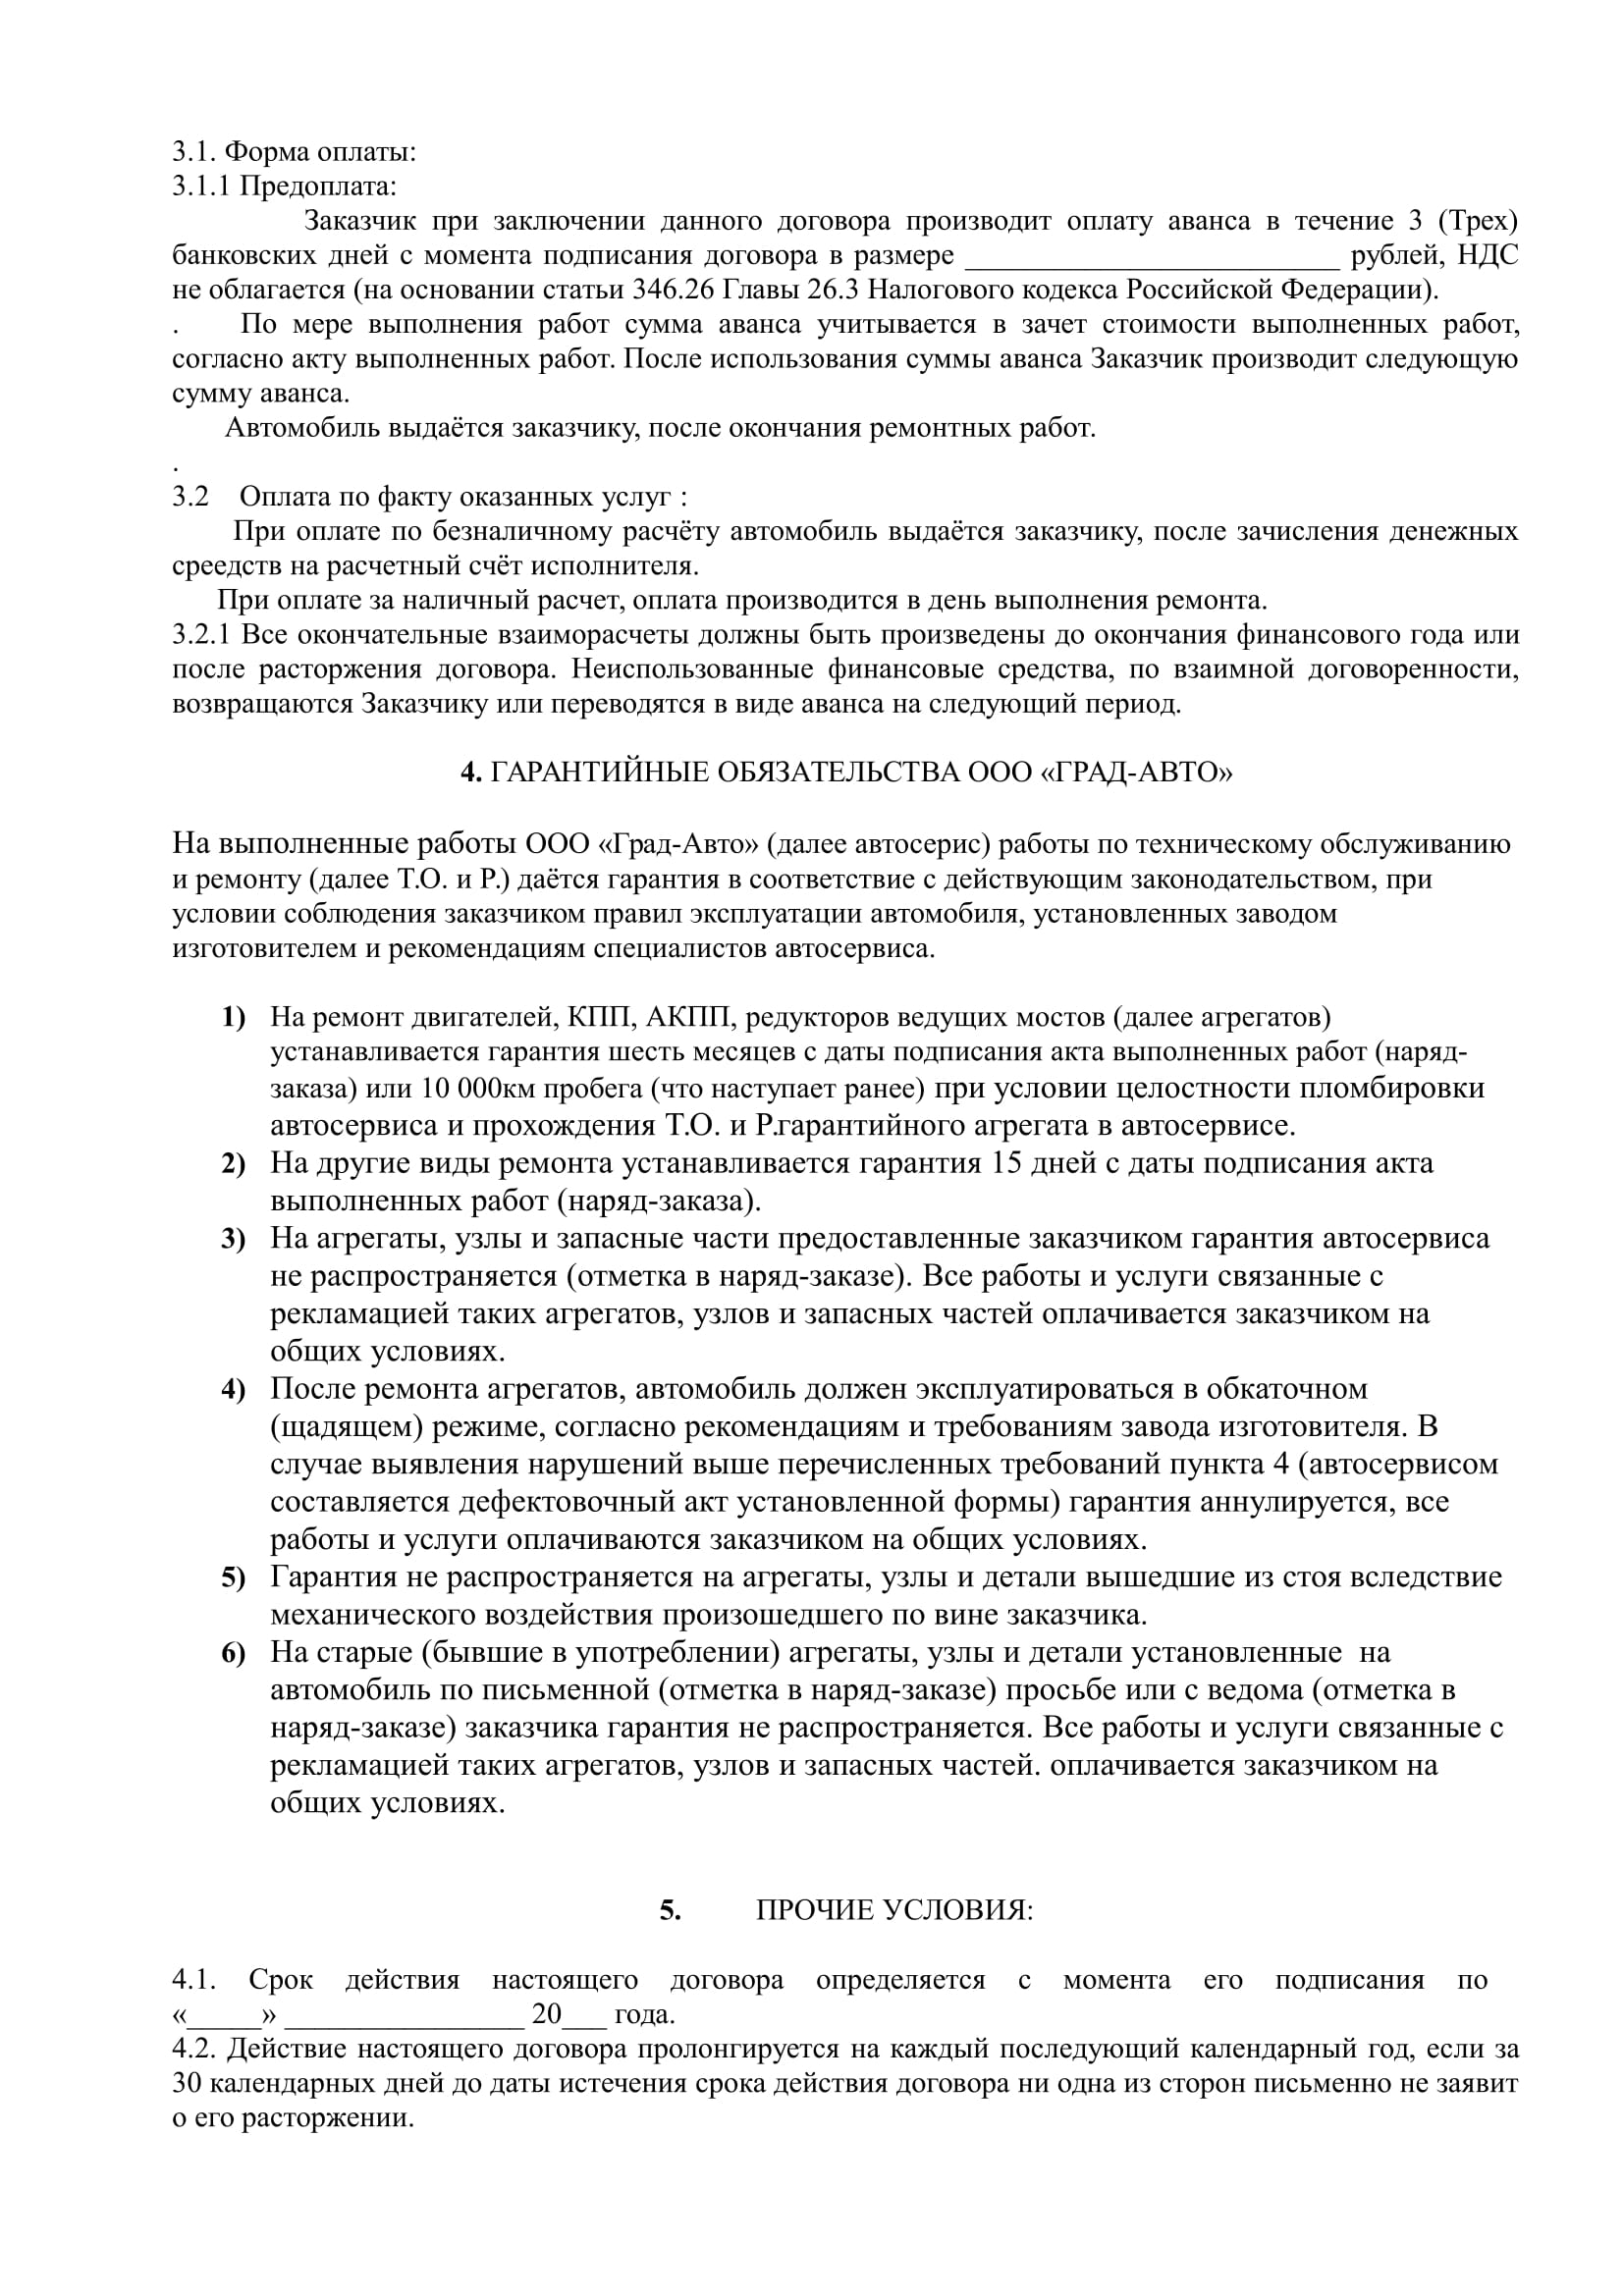 3.1. Форма оплаты:
3.1.1 Предоплата:
Заказчик при заключении данного договора производит оплату аванса в течение 3 (Трех)
банковских дней с момента подписания договора в размере _________________________ рублей, НДС
не облагается (на основании статьи 346.26 Главы 26.3 Налогового кодекса Российской Федерации).
. По мере выполнения работ сумма аванса учитывается в зачет стоимости выполненных работ,
согласно акту выполненных работ. После использования суммы аванса Заказчик производит следующую
сумму аванса.
Автомобиль выдаётся заказчику, после окончания ремонтных работ.
.
3.2 Оплата по факту оказанных услуг :
При оплате по безналичному расчёту автомобиль выдаётся заказчику, после зачисления денежных
среедств на расчетный счёт исполнителя.
При оплате за наличный расчет, оплата производится в день выполнения ремонта.
3.2.1 Все окончательные взаиморасчеты должны быть произведены до окончания финансового года или
после расторжения договора. Неиспользованные финансовые средства, по взаимной договоренности,
возвращаются Заказчику или переводятся в виде аванса на следующий период.
4. ГАРАНТИЙНЫЕ ОБЯЗАТЕЛЬСТВА ООО «ГРАД-АВТО»
На выполненные работы ООО «Град-Авто» (далее автосерис) работы по техническому обслуживанию
и ремонту (далее Т.О. и Р.) даётся гарантия в соответствие с действующим законодательством, при
условии соблюдения заказчиком правил эксплуатации автомобиля, установленных заводом
изготовителем и рекомендациям специалистов автосервиса.
1) На ремонт двигателей, КПП, АКПП, редукторов ведущих мостов (далее агрегатов)
устанавливается гарантия шесть месяцев с даты подписания акта выполненных работ (наряд-
заказа) или 10 000км пробега (что наступает ранее) при условии целостности пломбировки
автосервиса и прохождения Т.О. и Р.гарантийного агрегата в автосервисе.
2) На другие виды ремонта устанавливается гарантия 15 дней с даты подписания акта
выполненных работ (наряд-заказа).
3) На агрегаты, узлы и запасные части предоставленные заказчиком гарантия автосервиса
не распространяется (отметка в наряд-заказе). Все работы и услуги связанные с
рекламацией таких агрегатов, узлов и запасных частей оплачивается заказчиком на
общих условиях.
4) После ремонта агрегатов, автомобиль должен эксплуатироваться в обкаточном
(щадящем) режиме, согласно рекомендациям и требованиям завода изготовителя. В
случае выявления нарушений выше перечисленных требований пункта 4 (автосервисом
составляется дефектовочный акт установленной формы) гарантия аннулируется, все
работы и услуги оплачиваются заказчиком на общих условиях.
5) Гарантия не распространяется на агрегаты, узлы и детали вышедшие из стоя вследствие
механического воздействия произошедшего по вине заказчика.
6) На старые (бывшие в употреблении) агрегаты, узлы и детали установленные на
автомобиль по письменной (отметка в наряд-заказе) просьбе или с ведома (отметка в
наряд-заказе) заказчика гарантия не распространяется. Все работы и услуги связанные с
рекламацией таких агрегатов, узлов и запасных частей. оплачивается заказчиком на
общих условиях.
5. ПРОЧИЕ УСЛОВИЯ:
4.1. Срок действия настоящего договора определяется с момента его подписания по
«_____» ________________ 20___ года.
4.2. Действие настоящего договора пролонгируется на каждый последующий календарный год, если за
30 календарных дней до даты истечения срока действия договора ни одна из сторон письменно не заявит
о его расторжении.